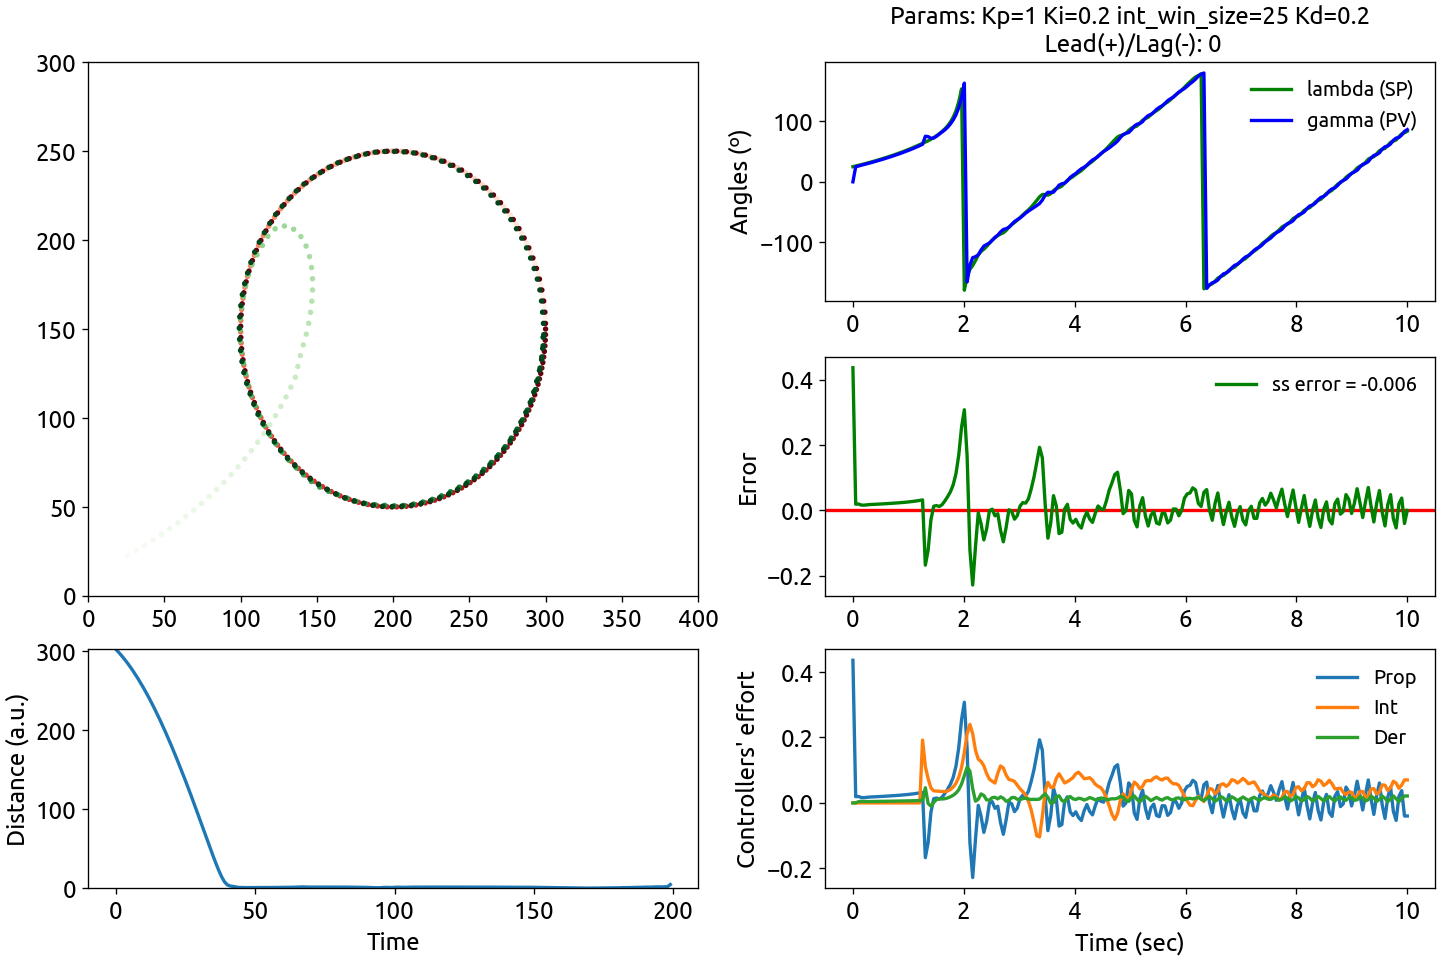 Params: Kp=1 Ki=0.2 int_win_size=25 Kd=0.2
Lead(+)/Lag(-): 0
300
250
200
150
100
50
0
0 50 100 150 200 250 300 350 400
Angles (º)
100
0
−100
lambda (SP)
gamma (PV)
0 2 4 6 8 10
Error
0.4
0.2
0.0
−0.2
ss error = -0.006
0 2 4 6 8 10
Distance (a.u.)
300
200
100
0
0 50 100 150 200
Time
Controllers' effort
0.4
0.2
0.0
−0.2
Prop
Int
Der
0 2 4 6 8 10
Time (sec)